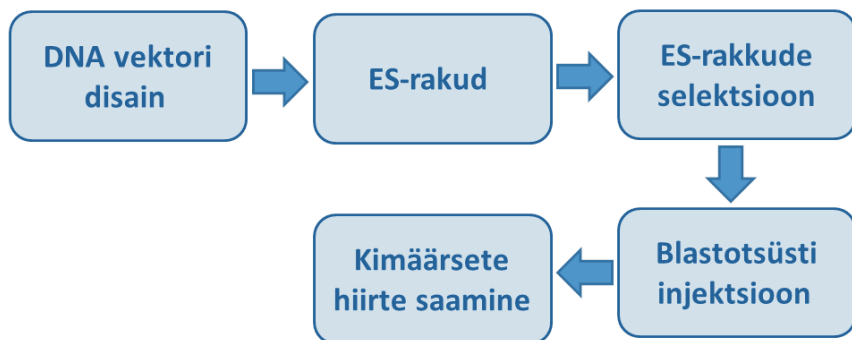 DNA vektori
disain
ES-rakud
ES-rakkude
selektsioon
Blastotsüsti
injektsioon
Kimäärsete
hiirte saamine